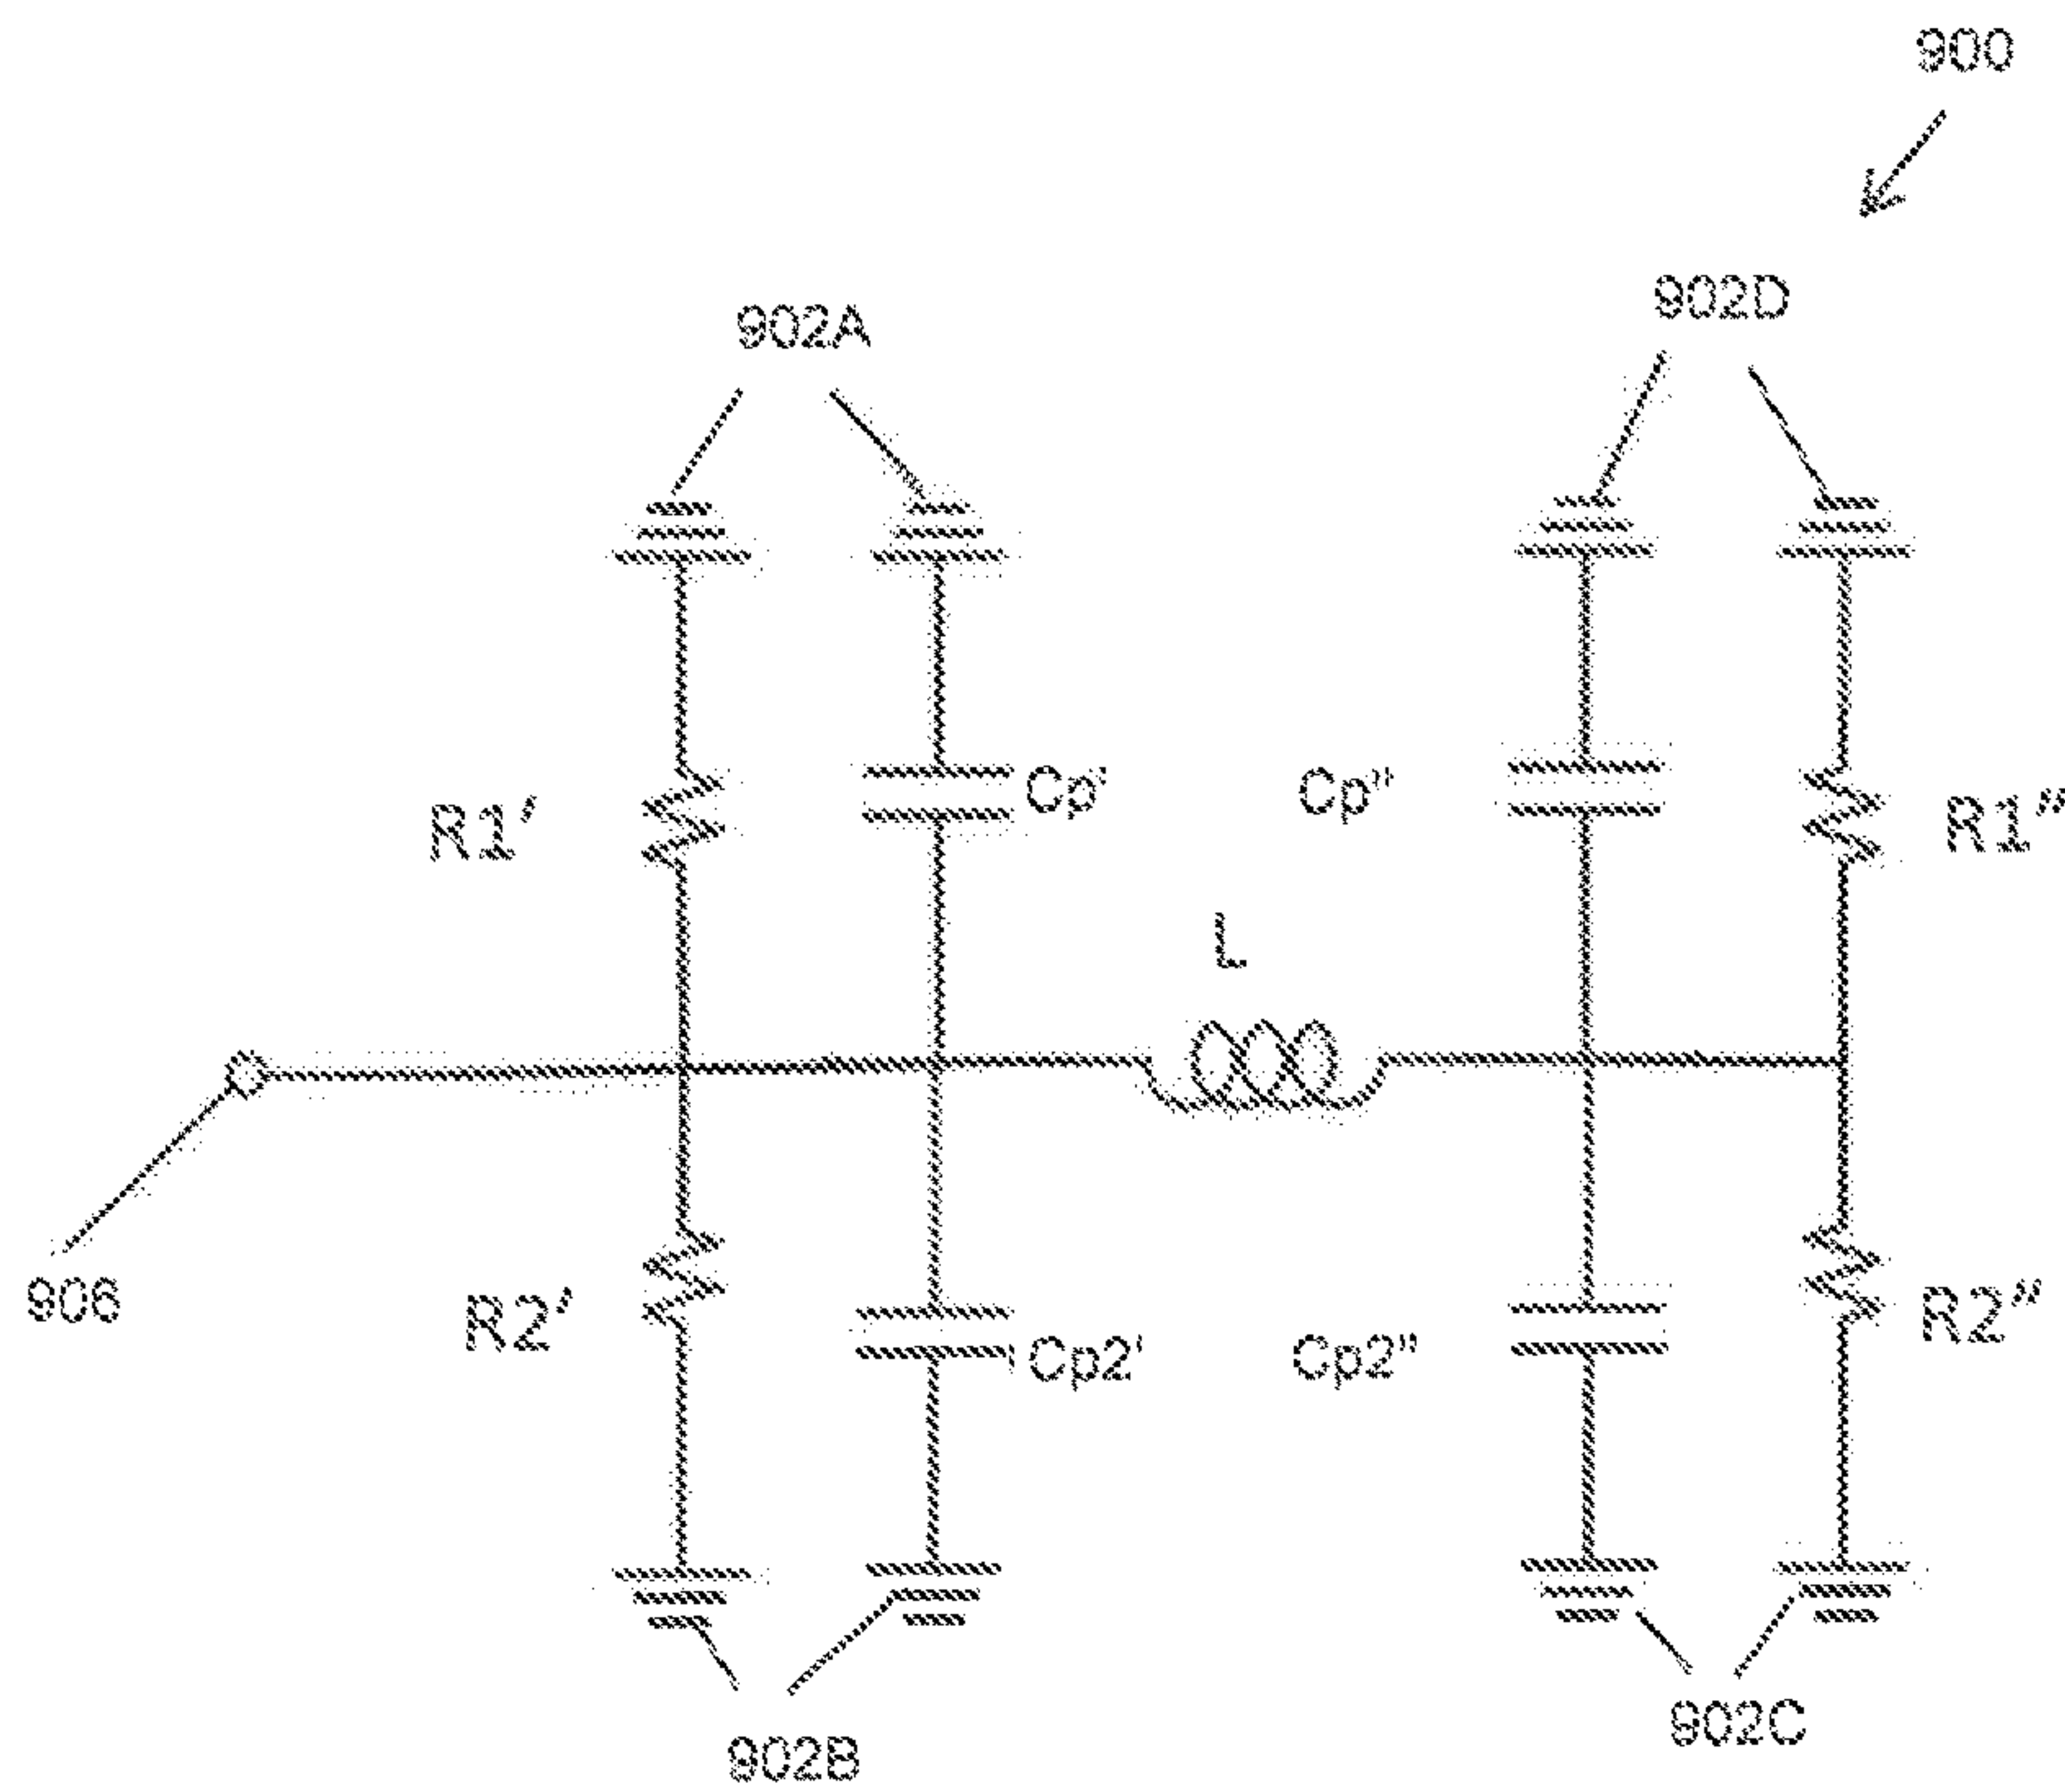 900
902D
902A
Cp'
Cp"
R1'
R1"
L
906
R2'
R2"
Cp2'
Cp2"
902C
902B